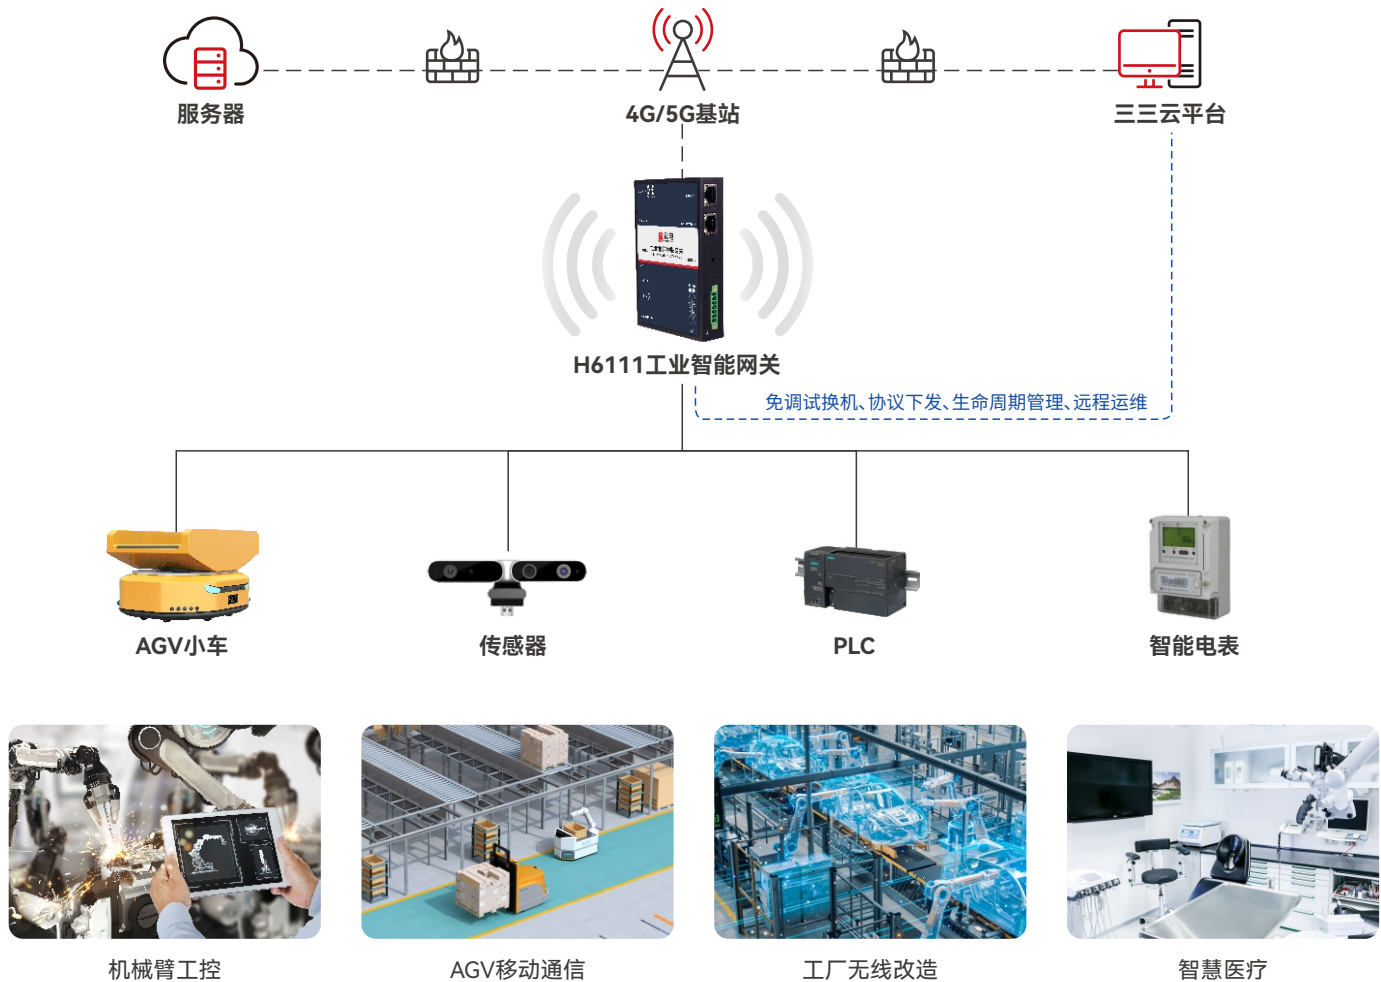 服务器
4G/5G基站
三三云平台
H6111工业智能网关
免调试换机、协议下发、生命周期管理、远程运维
AGV小车
传感器
PLC
智能电表
机械臂工控
AGV移动通信
工厂无线改造
智慧医疗